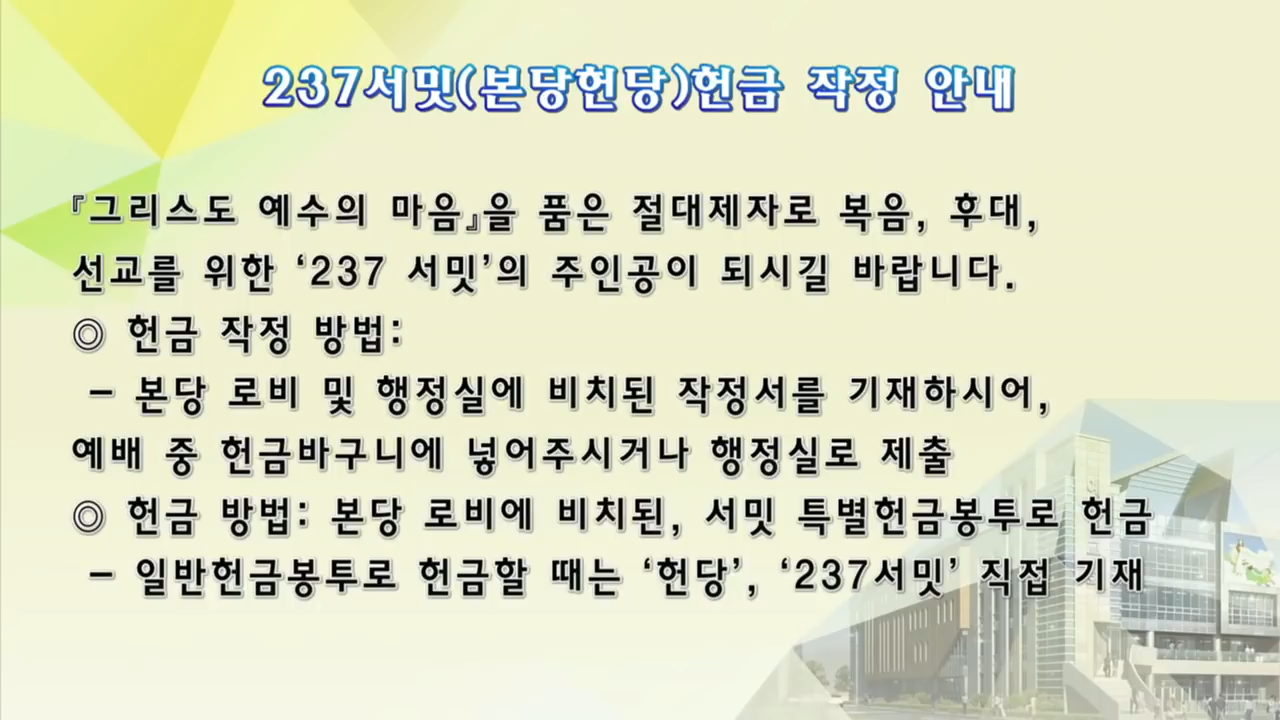 237서밋(본당헌당)헌금 작정 안내
『그리스도 예수의 마음』을 품은 절대제자로 복음, 후대,
선교를 위한 ‘237 서밋’의 주인공이 되시길 바랍니다.
◎ 헌금 작정 방법:
– 본당 로비 및 행정실에 비치된 작정서를 기재하시어,
예배 중 헌금바구니에 넣어주시거나 행정실로 제출
◎ 헌금 방법: 본당 로비에 비치된, 서밋 특별헌금봉투로 헌금
– 일반헌금봉투로 헌금할 때는 ‘헌당’, ‘237서밋’ 직접 기재